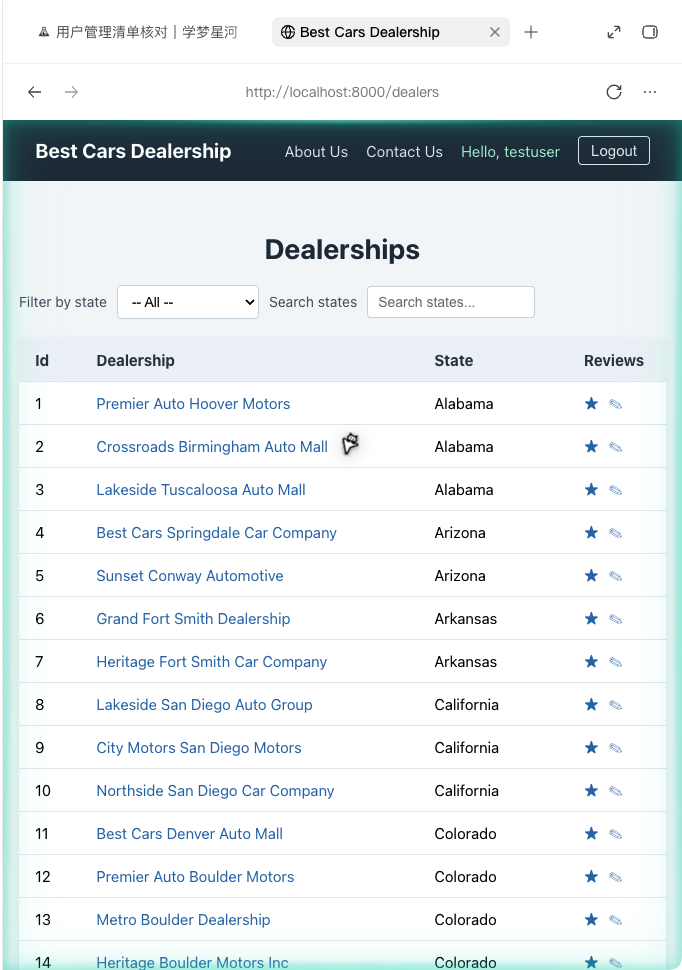 用户管理清单核对 | 学梦星河
Best Cars Dealership
http://localhost:8000/dealers
Best Cars Dealership About Us Contact Us Hello, testuser Logout
Dealerships
Filter by state -- All -- Search states Search states...
Id Dealership State Reviews
1 Premier Auto Hoover Motors Alabama
2 Crossroads Birmingham Auto Mall Alabama
3 Lakeside Tuscaloosa Auto Mall Alabama
4 Best Cars Springdale Car Company Arizona
5 Sunset Conway Automotive Arizona
6 Grand Fort Smith Dealership Arkansas
7 Heritage Fort Smith Car Company Arkansas
8 Lakeside San Diego Auto Group California
9 City Motors San Diego Motors California
10 Northside San Diego Car Company California
11 Best Cars Denver Auto Mall Colorado
12 Premier Auto Boulder Motors Colorado
13 Metro Boulder Dealership Colorado
14 Heritage Boulder Motors Inc Colorado